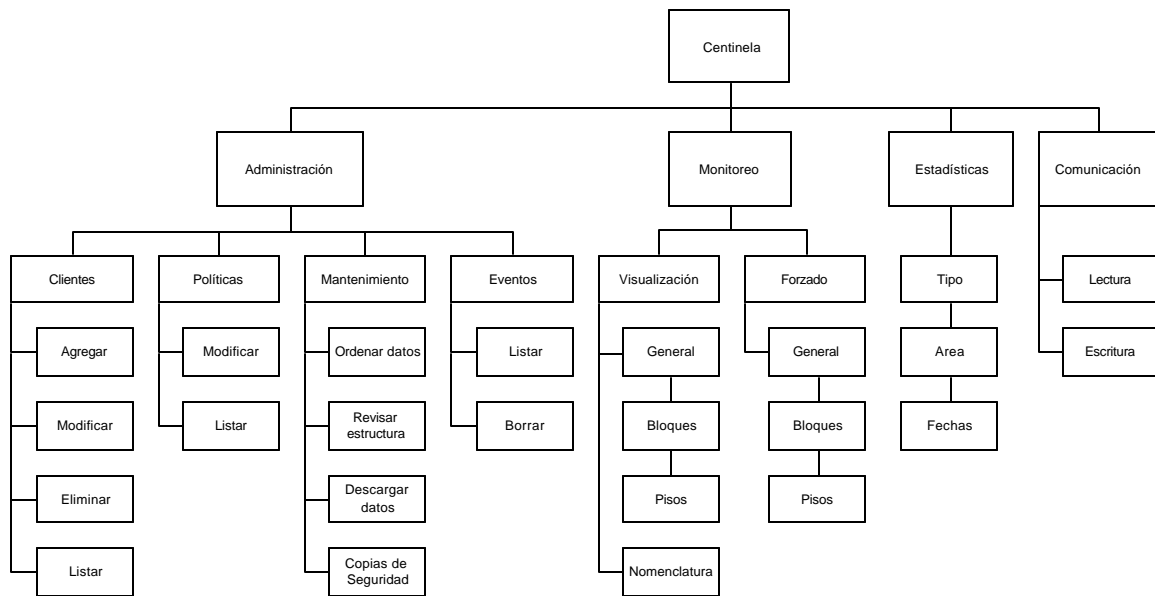 Centinela
Administración
Monitoreo
Estadísticas
Comunicación
Clientes
Políticas
Mantenimiento
Eventos
Visualización
Forzado
Tipo
Lectura
Agregar
Modificar
Ordenar datos
Listar
General
General
Area
Escritura
Modificar
Listar
Revisar
estructura
Borrar
Bloques
Bloques
Fechas
Eliminar
Descargar
datos
Pisos
Pisos
Listar
Copias de
Seguridad
Nomenclatura